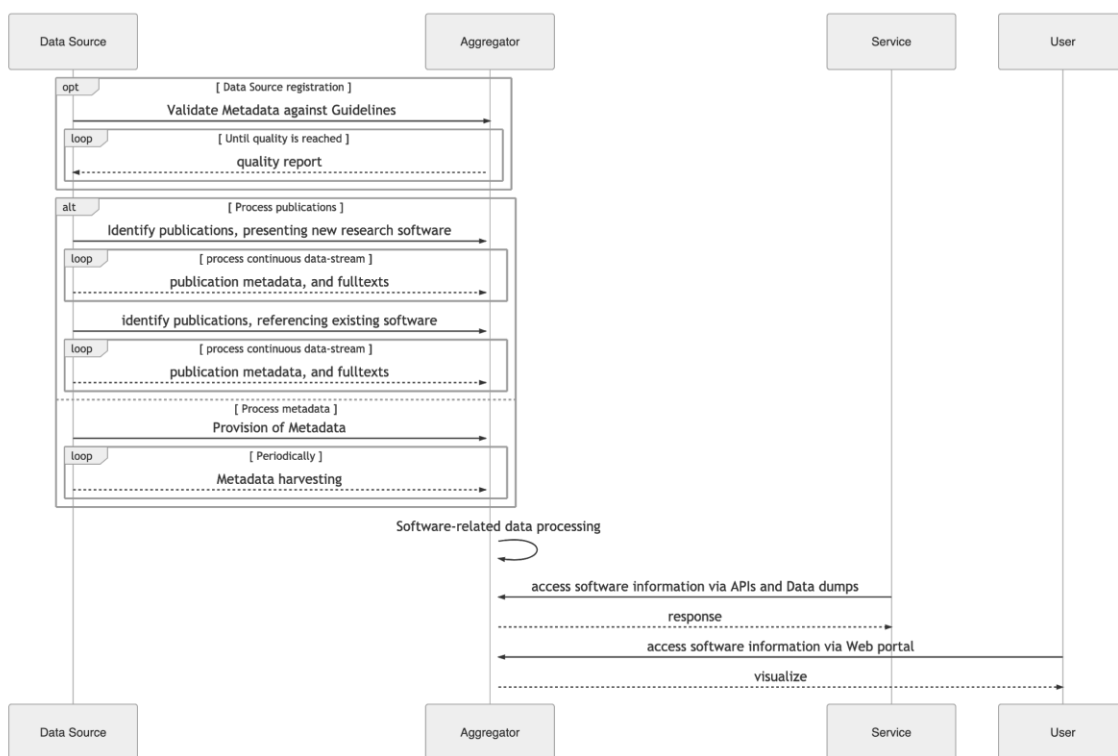 Data Source
Aggregator
Service
User
opt
[ Data Source registration ]
Validate Metadata against Guidelines
loop
[ Until quality is reached ]
quality report
alt
[ Process publications ]
Identify publications, presenting new research software
loop
[ process continuous data-stream ]
publication metadata, and fulltexts
identify publications, referencing existing software
loop
[ process continuous data-stream ]
publication metadata, and fulltexts
[ Process metadata ]
Provision of Metadata
loop
[ Periodically ]
Metadata harvesting
Software-related data processing
access software information via APIs and Data dumps
response
access software information via Web portal
visualize
Data Source
Aggregator
Service
User